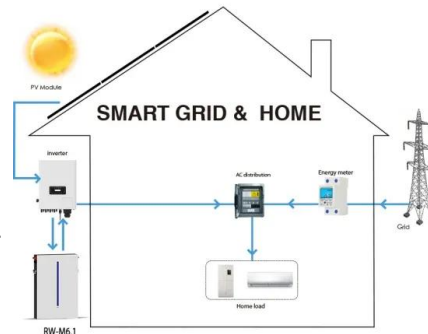 PV Module
SMART GRID & HOME
inverter
AC distribution
Energy meter
Grid
Home load
RW-M6.1